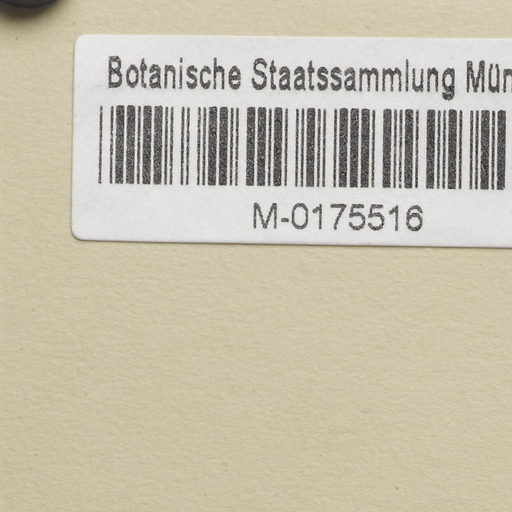 Botanische Staatssammlung Mün
M-0175516